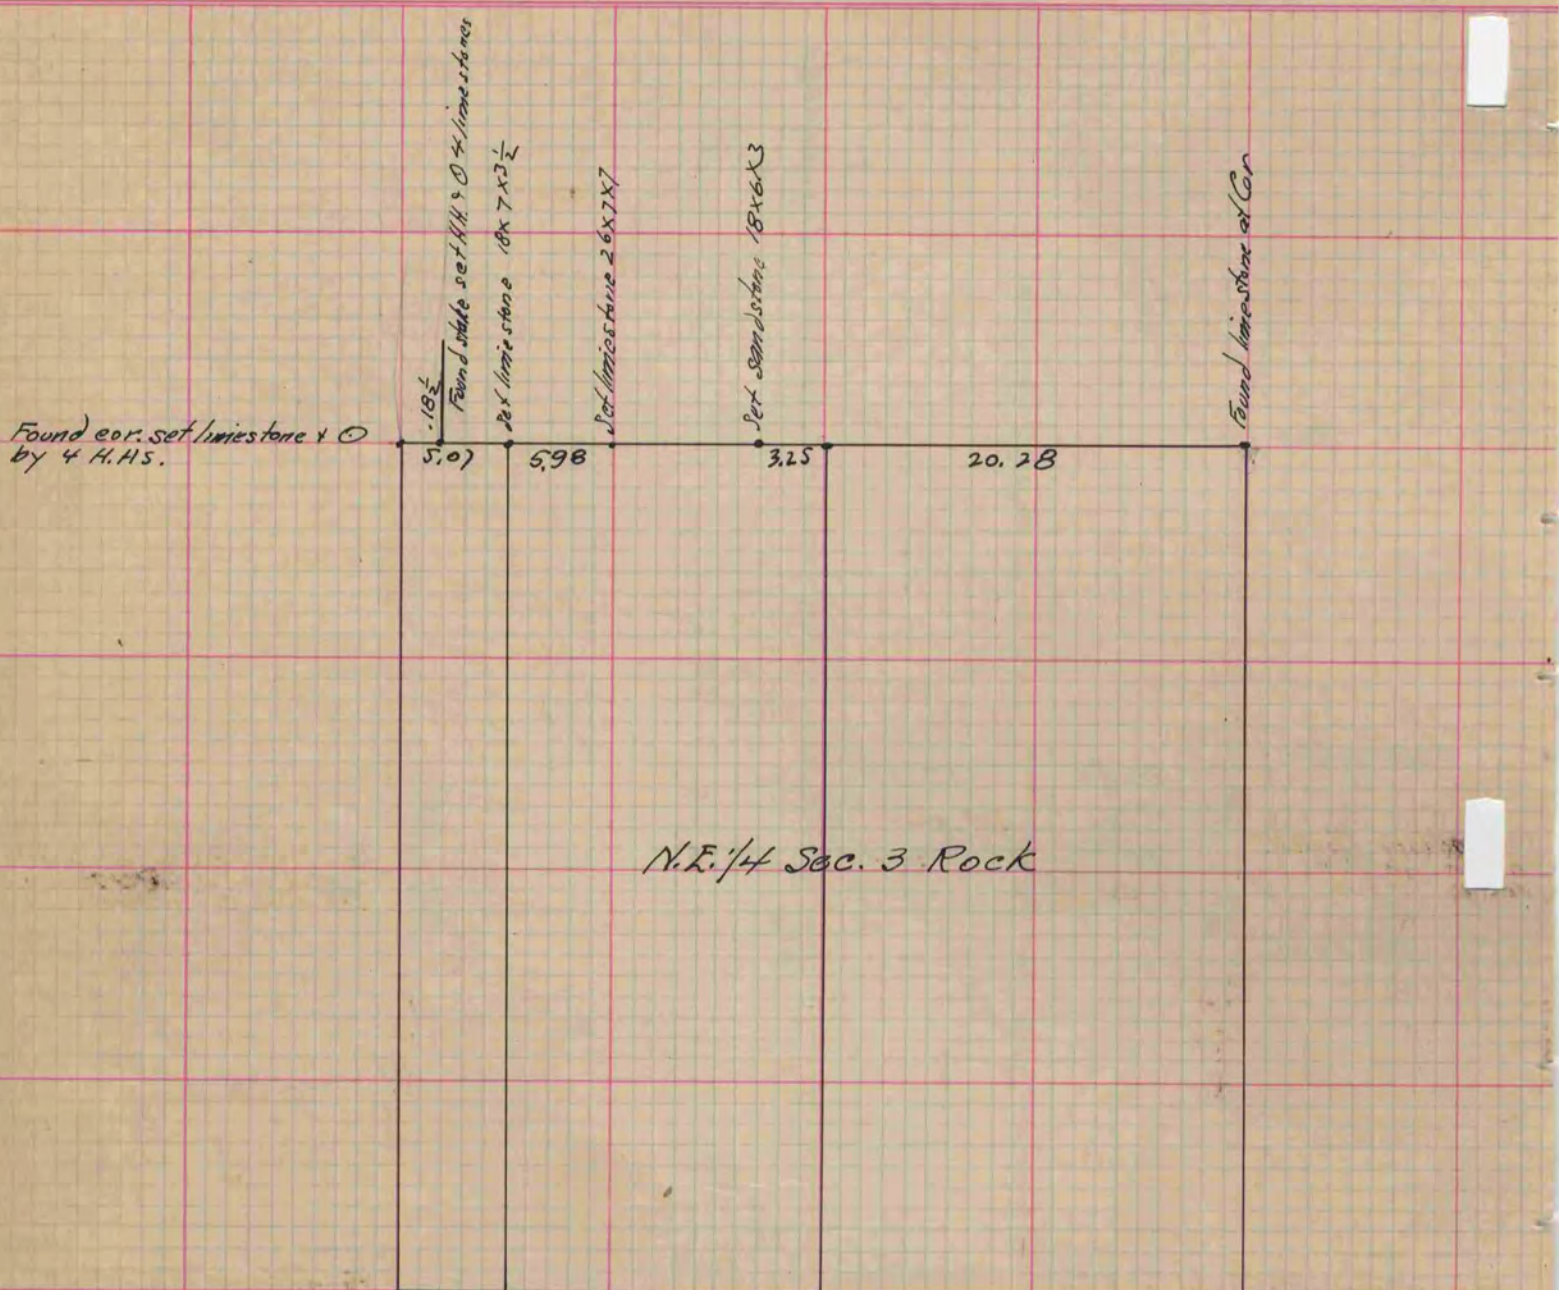 Found stake set H.H. & ⊙ 4 limestones
.18½
Set limestone 18x7x3½
Set limestone 26x7x7
Set sandstone 18x6x3
Found limestone at Cor
Found cor. set limestone & ⊙
by 4 H.Hs.
5.07
5.98
3.25
20.28
N.E.1/4 Sec. 3 Rock